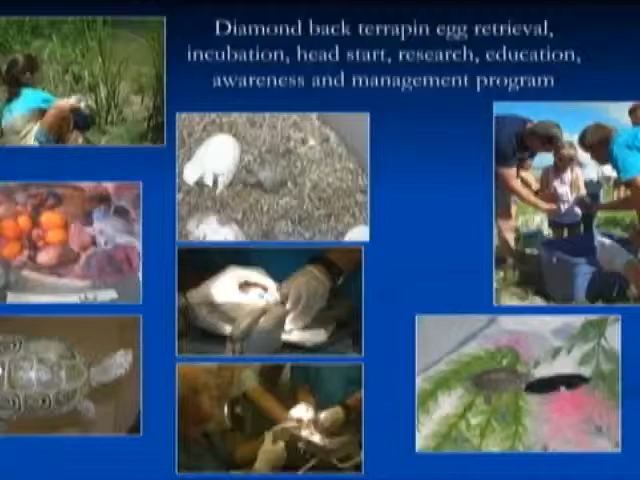 Diamond back terrapin egg retrieval,
incubation, head start, research, education,
awareness and management program